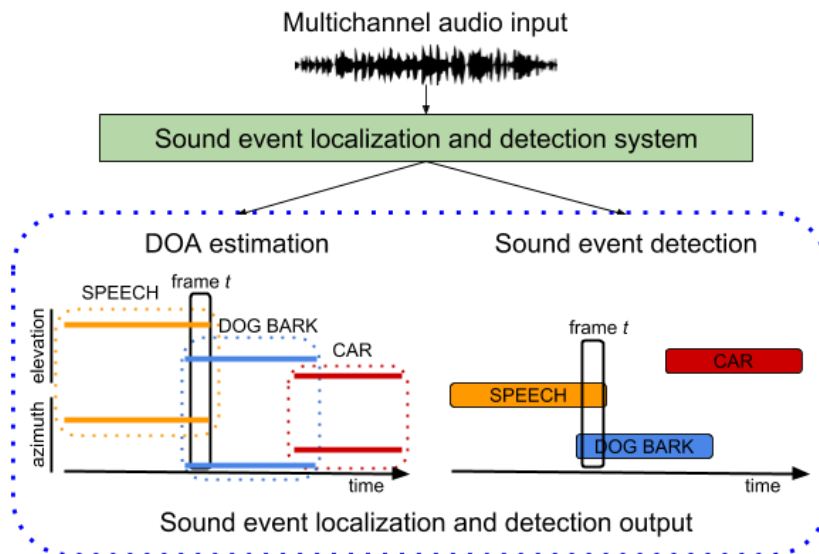 Multichannel audio input
Sound event localization and detection system
DOA estimation
Sound event detection
frame t
SPEECH
DOG BARK
CAR
elevation
azimuth
time
frame t
CAR
SPEECH
DOG BARK
time
Sound event localization and detection output